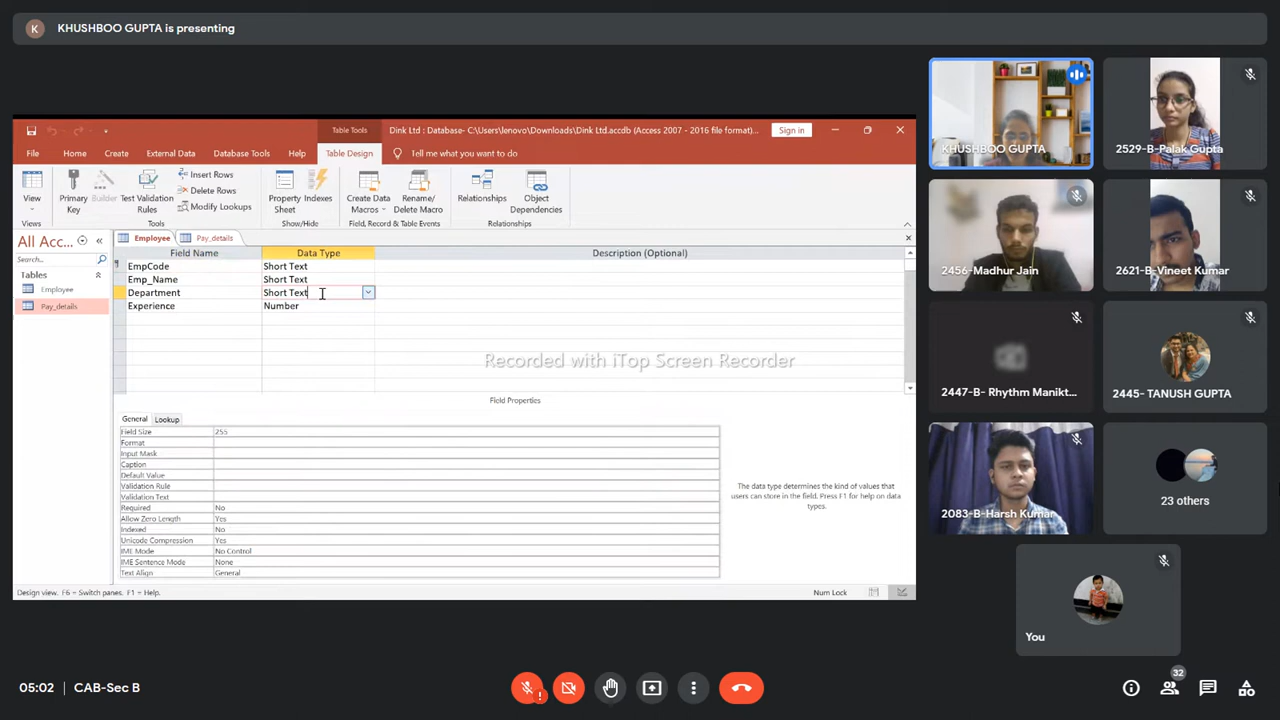 K KHUSHBOO GUPTA is presenting
Table Tools Dink Ltd : Database- C:\Users\lenovo\Downloads\Dink Ltd.accdb (Access 2007 - 2016 file format)... Sign in
File Home Create External Data Database Tools Help Table Design Tell me what you want to do
View Primary Key Builder Test Validation Rules Insert Rows Delete Rows Modify Lookups Property Sheet Indexes Create Data Macros Rename/ Delete Macro Relationships Object Dependencies
Views Tools Show/Hide Field, Record & Table Events Relationships
All Acc...
Search...
Tables
Employee
Pay_details
Employee Pay_details
Field Name Data Type Description (Optional)
EmpCode Short Text
Emp_Name Short Text
Department Short Text
Experience Number
Recorded with iTop Screen Recorder
Field Properties
General Lookup
Field Size 255
Format
Input Mask
Caption
Default Value
Validation Rule
Validation Text
Required No
Allow Zero Length Yes
Indexed No
Unicode Compression Yes
IME Mode No Control
IME Sentence Mode None
Text Align General
The data type determines the kind of values that
users can store in the field. Press F1 for help on data
types.
Design view. F6 = Switch panes. F1 = Help. Num Lock
KHUSHBOO GUPTA
2529-B-Palak Gupta
2456-Madhur Jain
2621-B-Vineet Kumar
2447-B- Rhythm Manikt...
2445- TANUSH GUPTA
2083-B-Harsh Kumar
23 others
You
05:02 | CAB-Sec B
32